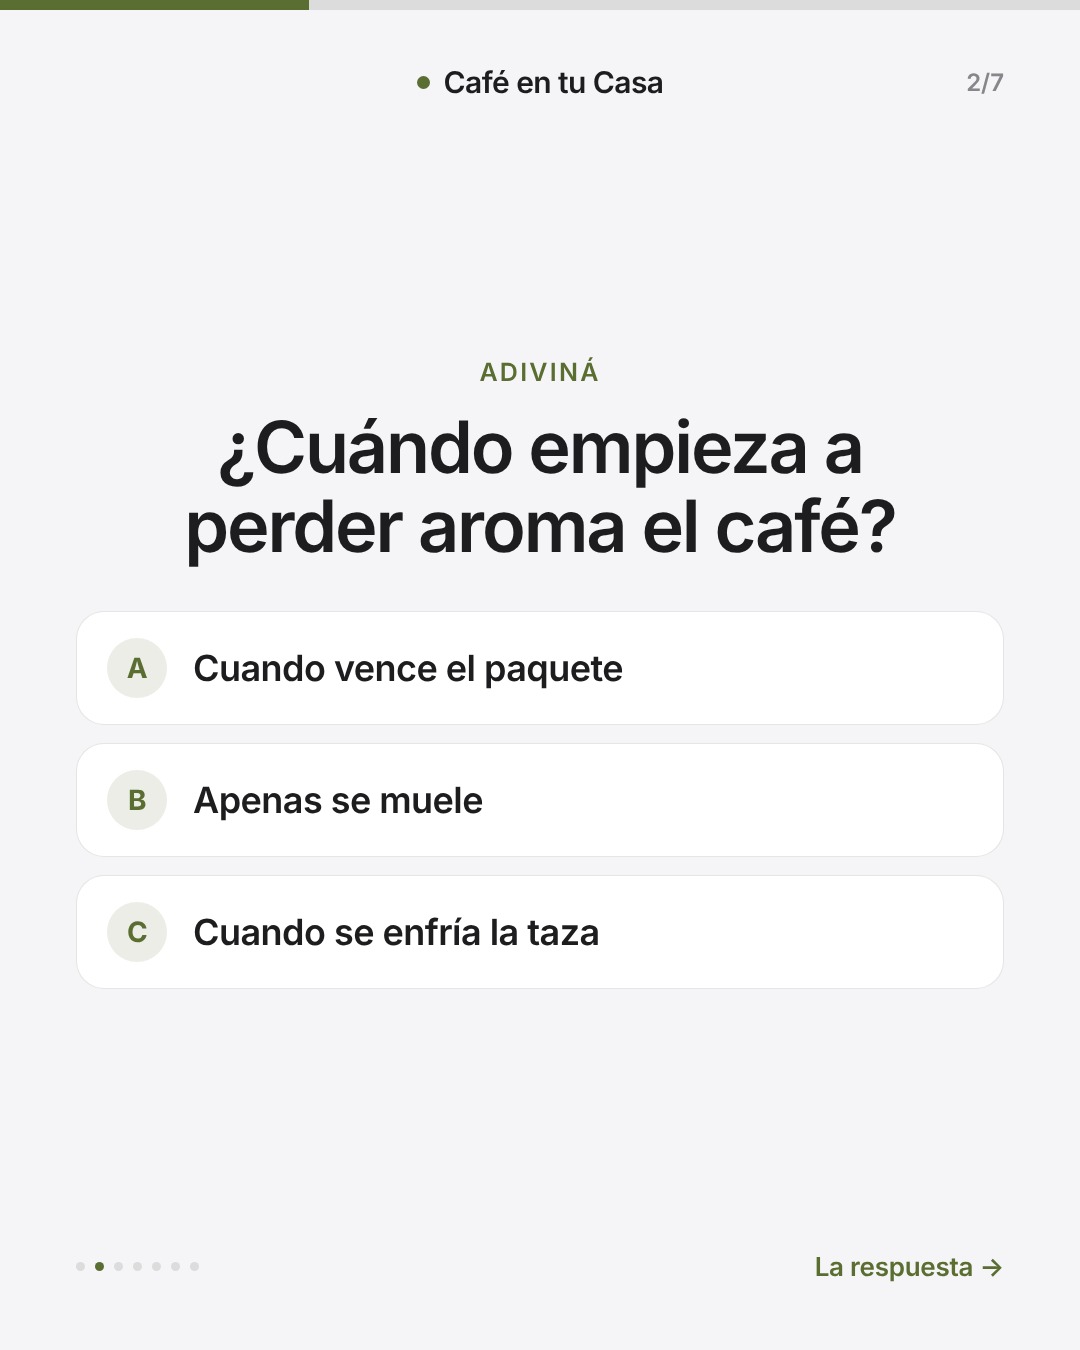 Café en tu Casa
2/7
ADIVINÁ
¿Cuándo empieza a
perder aroma el café?
A Cuando vence el paquete
B Apenas se muele
C Cuando se enfría la taza
La respuesta →